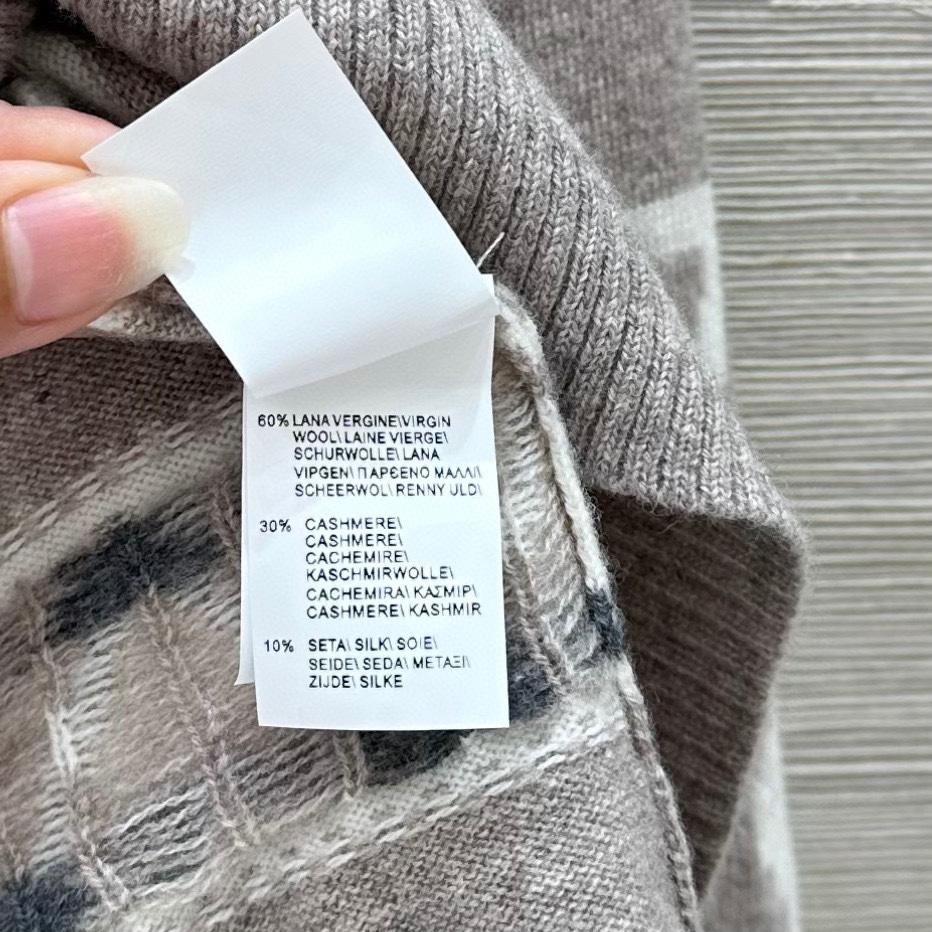 60% LANA VERGINE\VIRGIN
WOOL\LAINE VIERGE\
SCHURWOLLE\LANA
VIPGEN\ΠΑΡΘΕΝΟ ΜΑΛΛΙ\
SCHEERWOL\RENNY ULD\
30% CASHMERE\
CASHMERE\
CACHEMIRE\
KASCHMIRWOLLE\
CACHEMIRA\ΚΑΣΜΙΡ\
CASHMERE\KASHMIR
10% SETA\SILK\SOIE\
SEIDE\SEDA\ΜΕΤΑΞΙ\
ZIJDE\SILKE